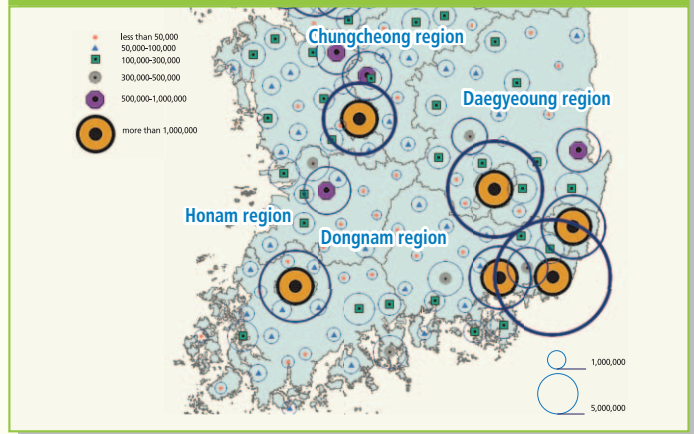 less than 50,000
50,000-100,000
100,000-300,000
300,000-500,000
500,000-1,000,000
more than 1,000,000
Chungcheong region
Daegyeoung region
Honam region
Dongnam region
1,000,000
5,000,000